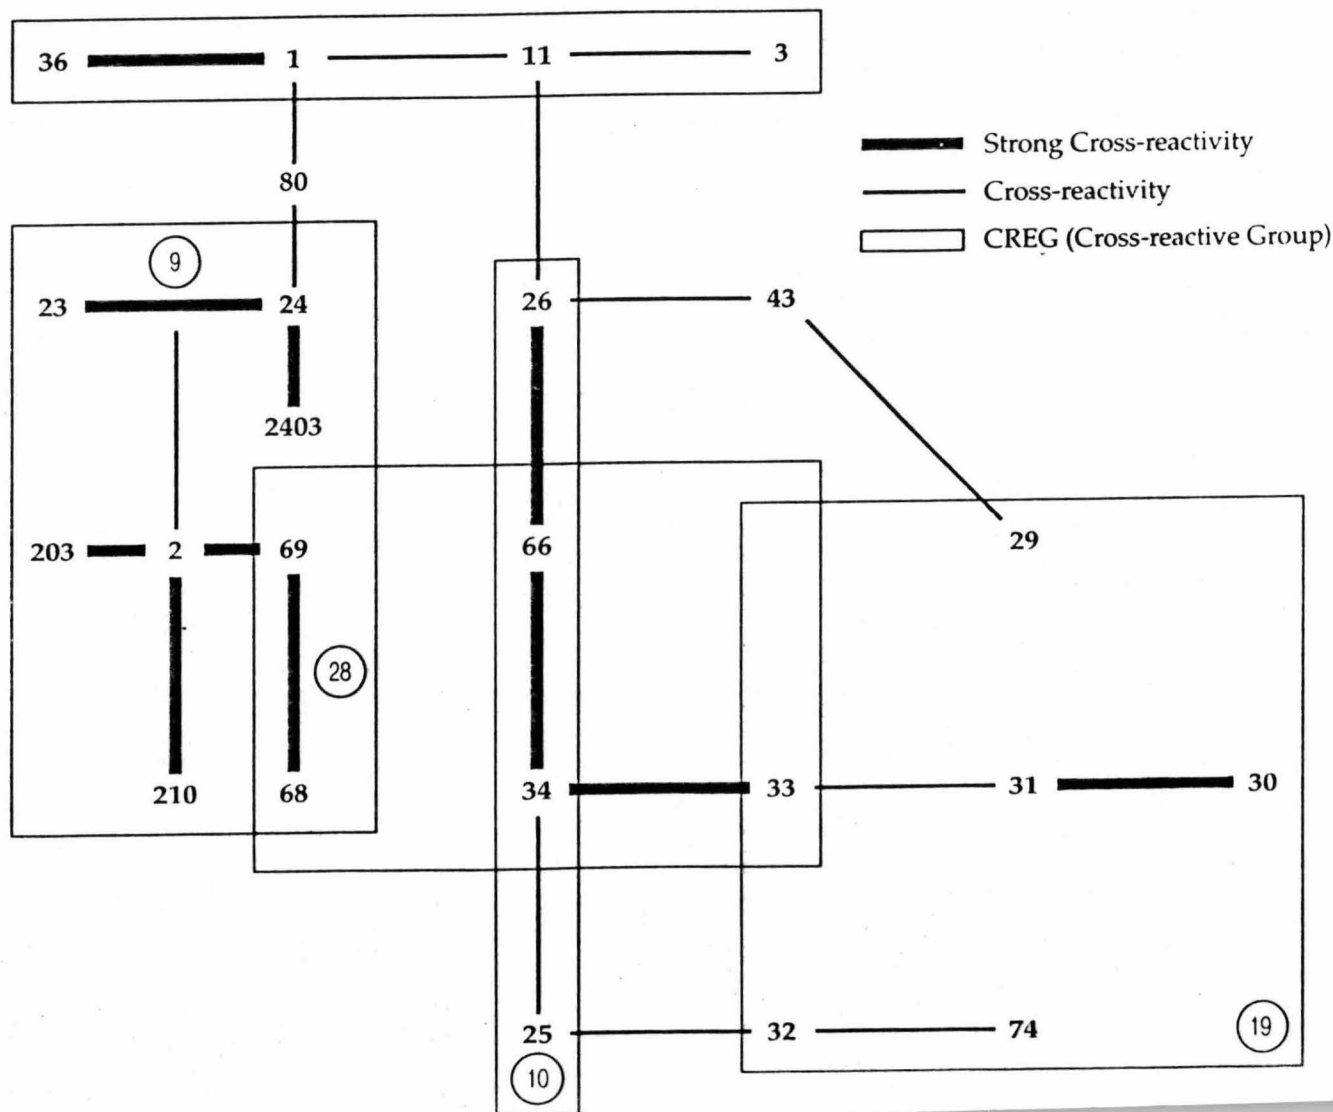 36 1 11 3
Strong Cross-reactivity
Cross-reactivity
80
CREG (Cross-reactive Group)
9
23 24 26 43
2403
203 2 69 66 29
28
210 68 34 33 31 30
25 32 74 19
10